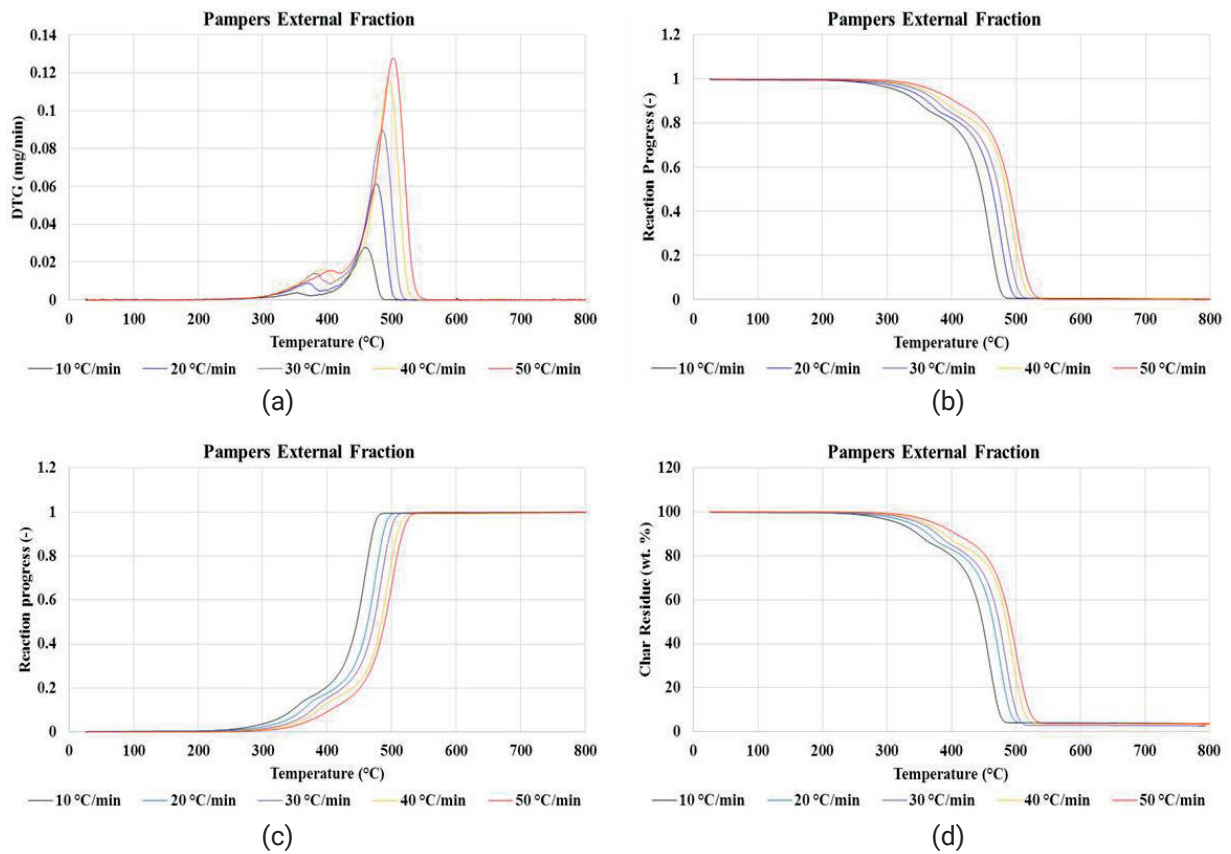 Pampers External Fraction
0.14
0.12
0.1
0.08
0.06
0.04
0.02
0
DTG (mg/min)
0 100 200 300 400 500 600 700 800
Temperature (°C)
10 °C/min 20 °C/min 30 °C/min 40 °C/min 50 °C/min
(a)
Pampers External Fraction
1.2
1
0.8
0.6
0.4
0.2
0
Reaction Progress (-)
0 100 200 300 400 500 600 700 800
Temperature (°C)
10 °C/min 20 °C/min 30 °C/min 40 °C/min 50 °C/min
(b)
Pampers External Fraction
1.2
1
0.8
0.6
0.4
0.2
0
Reaction progress (-)
0 100 200 300 400 500 600 700 800
Temperature (°C)
10 °C/min 20 °C/min 30 °C/min 40 °C/min 50 °C/min
(c)
Pampers External Fraction
120
100
80
60
40
20
0
Char Residue (wt. %)
0 100 200 300 400 500 600 700 800
Temperature (°C)
10 °C/min 20 °C/min 30 °C/min 40 °C/min 50 °C/min
(d)